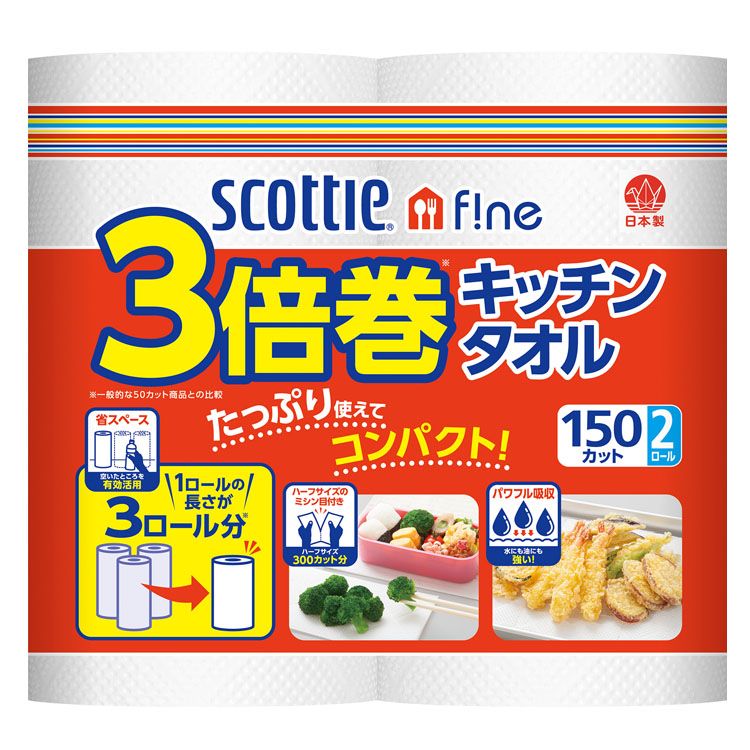 scottie® f!ne
日本製
3倍巻※
キッチン
タオル
※一般的な50カット商品との比較
たっぷり使えて
コンパクト!
150
カット
2
ロール
省スペース
空いたところを
有効活用
1ロールの
長さが
3ロール分※
ハーフサイズの
ミシン目付き
ハーフサイズ
300カット分
パワフル吸収
水にも油にも
強い!